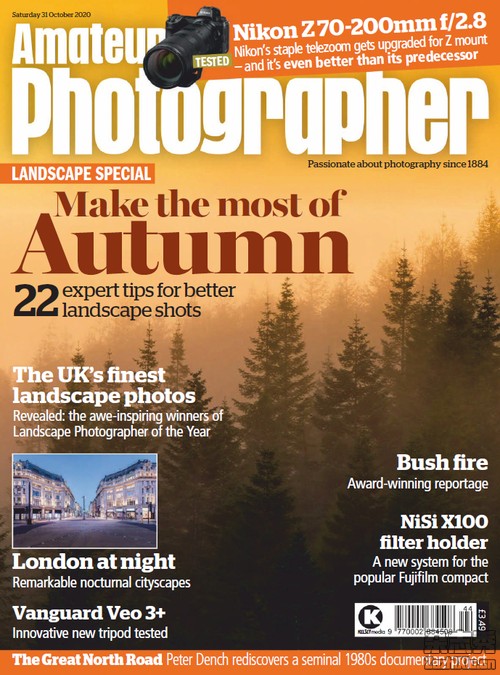 Saturday 31 October 2020
Amateur
Photographer
TESTED
Nikon Z 70-200mm f/2.8
Nikon's staple telezoom gets upgraded for Z mount
– and it's even better than its predecessor
Passionate about photography since 1884
LANDSCAPE SPECIAL
Make the most of
Autumn
22 expert tips for better
landscape shots
The UK's finest
landscape photos
Revealed: the awe-inspiring winners of
Landscape Photographer of the Year
London at night
Remarkable nocturnal cityscapes
Vanguard Veo 3+
Innovative new tripod tested
Bush fire
Award-winning reportage
NiSi X100
filter holder
A new system for the
popular Fujifilm compact
K
KELSEYmedia
44
£3.49
The Great North Road Peter Dench rediscovers a seminal 1980s documentary project